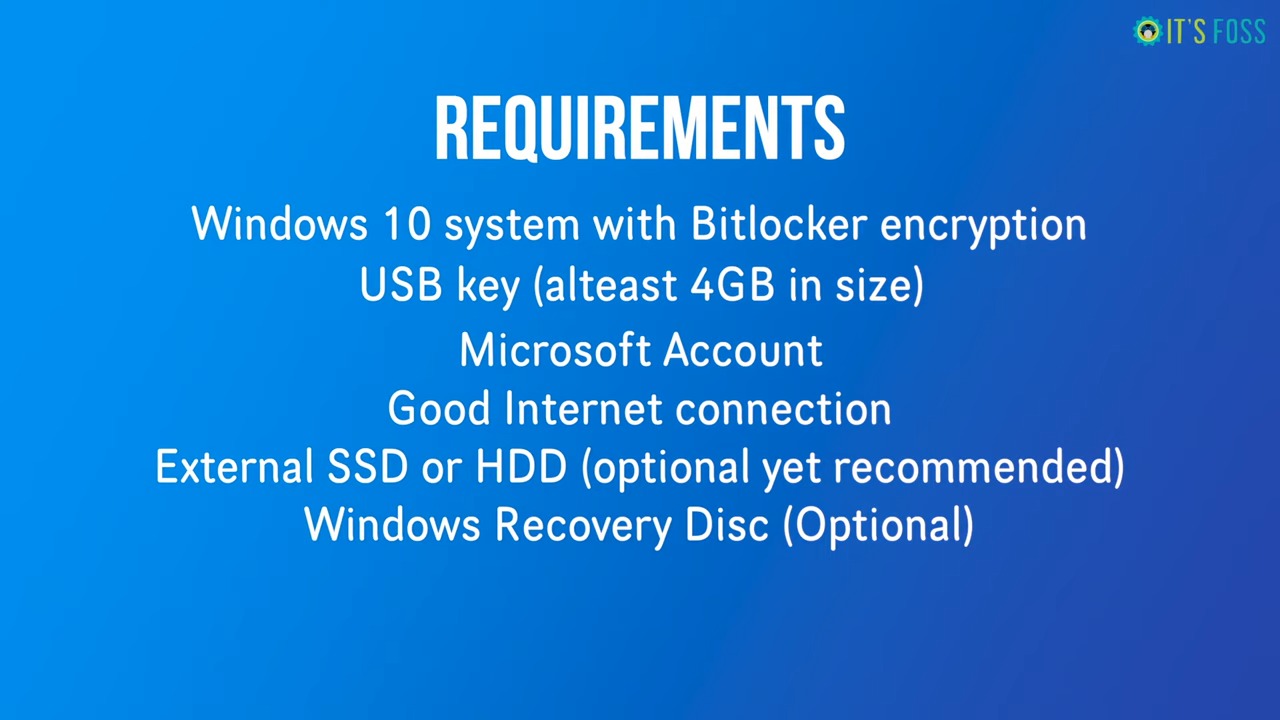 IT'S FOSS
REQUIREMENTS
Windows 10 system with Bitlocker encryption
USB key (alteast 4GB in size)
Microsoft Account
Good Internet connection
External SSD or HDD (optional yet recommended)
Windows Recovery Disc (Optional)